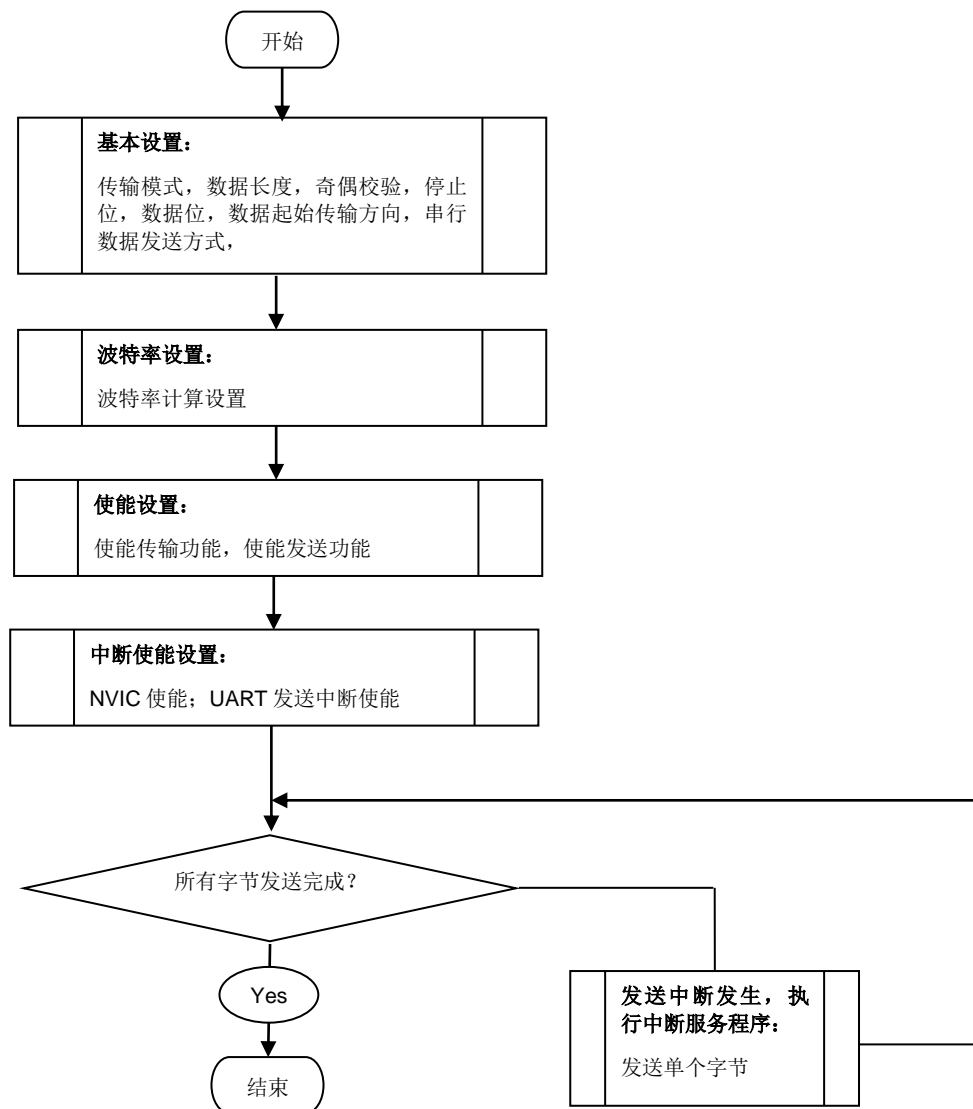 开始
基本设置：
传输模式，数据长度，奇偶校验，停止
位，数据位，数据起始传输方向，串行
数据发送方式，
波特率设置：
波特率计算设置
使能设置：
使能传输功能，使能发送功能
中断使能设置：
NVIC 使能；UART 发送中断使能
所有字节发送完成？
Yes
发送中断发生，执
行中断服务程序：
发送单个字节
结束